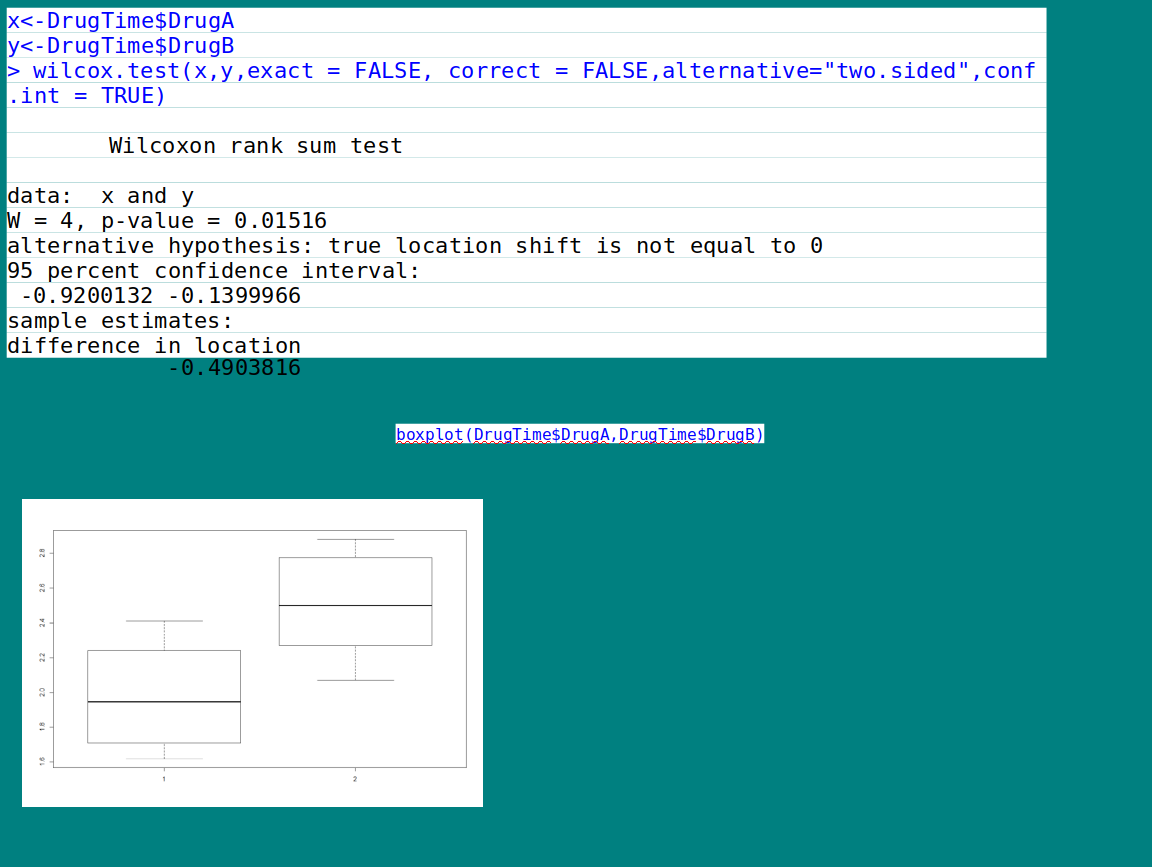 x<-DrugTime$DrugA
y<-DrugTime$DrugB
> wilcox.test(x,y,exact = FALSE, correct = FALSE,alternative="two.sided",conf
.int = TRUE)
Wilcoxon rank sum test
data:  x and y
W = 4, p-value = 0.01516
alternative hypothesis: true location shift is not equal to 0
95 percent confidence interval:
-0.9200132 -0.1399966
sample estimates:
difference in location
-0.4903816
boxplot(DrugTime$DrugA,DrugTime$DrugB)
2.8
2.6
2.4
2.2
2.0
1.8
1.6
1 2